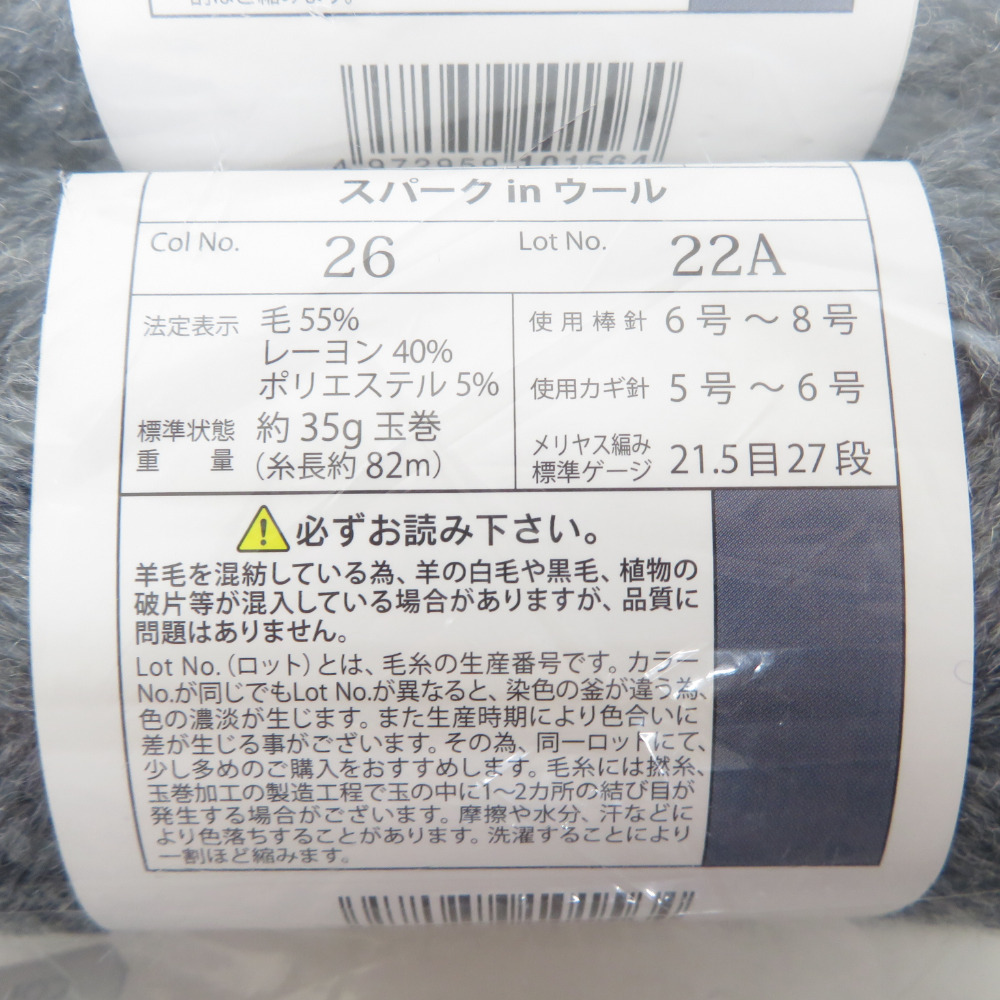 4 972959 101564
スパーク in ウール
Col No. 26 Lot No. 22A
法定表示 毛 55%
レーヨン 40%
ポリエステル 5%
標準状態 約 35g 玉巻
重量 (糸長約 82m)
使用棒針 6 号 〜 8 号
使用カギ針 5 号 〜 6 号
メリヤス編み
標準ゲージ 21.5 目 27 段
必ずお読み下さい。
羊毛を混紡している為、羊の白毛や黒毛、植物の
破片等が混入している場合がありますが、品質に
問題はありません。
Lot No.（ロット）とは、毛糸の生産番号です。カラー
No.が同じでもLot No.が異なると、染色の釜が違う為、
色の濃淡が生じます。また生産時期により色合いに
差が生じる事がございます。その為、同一ロットにて、
少し多めのご購入をおすすめします。毛糸には撚糸、
玉巻加工の製造工程で玉の中に1〜2カ所の結び目が
発生する場合がございます。摩擦や水分、汗などに
より色落ちすることがあります。洗濯することにより
一割ほど縮みます。